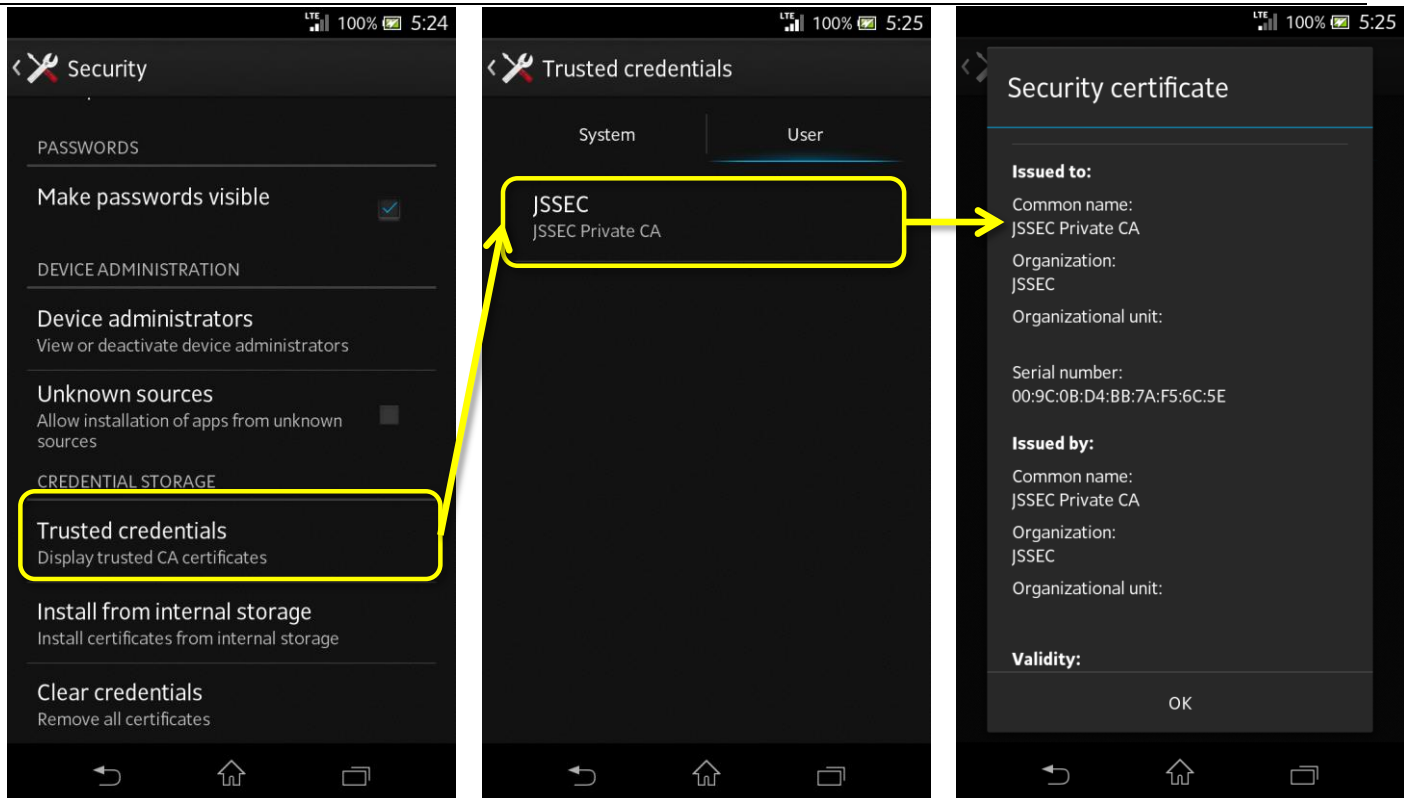 LTE 100% 5:24
Security
PASSWORDS
Make passwords visible
DEVICE ADMINISTRATION
Device administrators
View or deactivate device administrators
Unknown sources
Allow installation of apps from unknown
sources
CREDENTIAL STORAGE
Trusted credentials
Display trusted CA certificates
Install from internal storage
Install certificates from internal storage
Clear credentials
Remove all certificates
LTE 100% 5:25
Trusted credentials
System User
JSSEC
JSSEC Private CA
LTE 100% 5:25
Security certificate
Issued to:
Common name:
JSSEC Private CA
Organization:
JSSEC
Organizational unit:
Serial number:
00:9C:0B:D4:BB:7A:F5:6C:5E
Issued by:
Common name:
JSSEC Private CA
Organization:
JSSEC
Organizational unit:
Validity:
OK